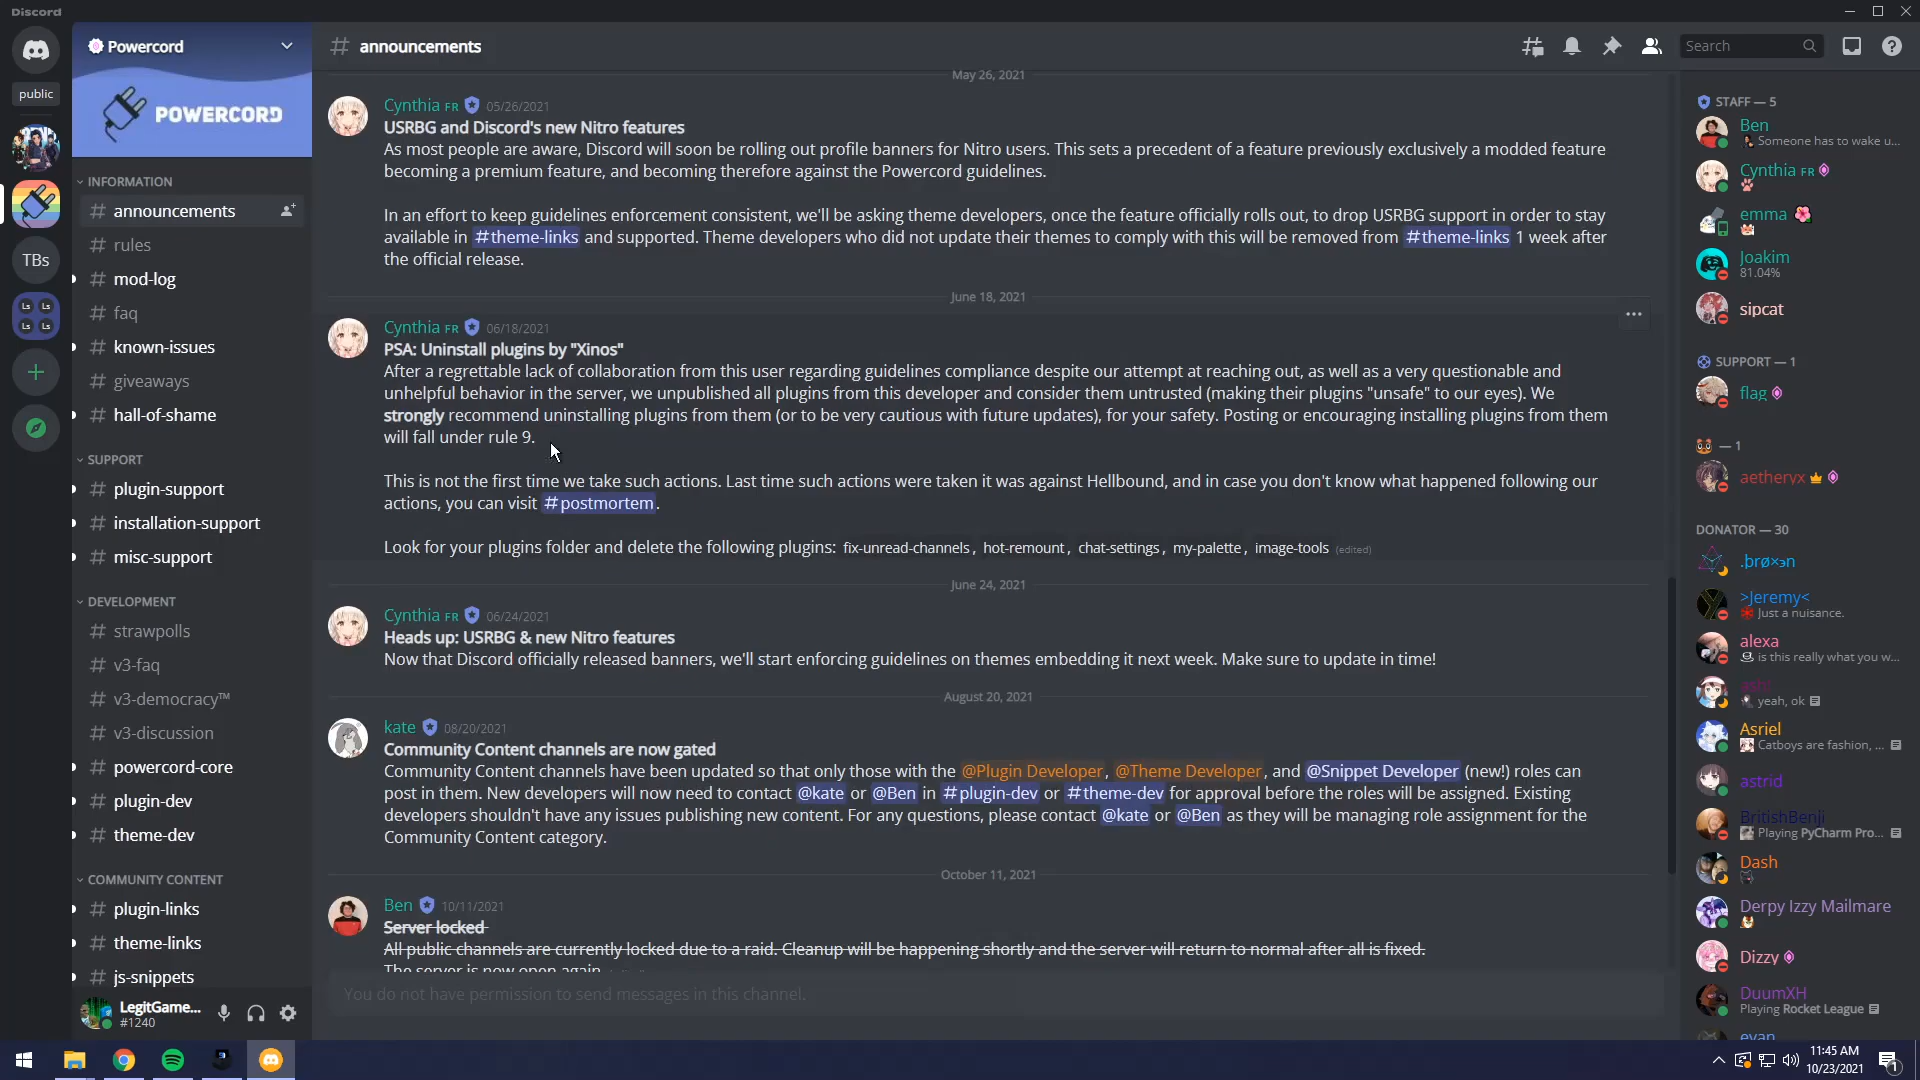 Discord
Powercord
announcements
Search
public
POWERCORD
INFORMATION
announcements
rules
mod-log
faq
known-issues
giveaways
hall-of-shame
SUPPORT
plugin-support
installation-support
misc-support
DEVELOPMENT
strawpolls
v3-faq
v3-democracy™
v3-discussion
powercord-core
plugin-dev
theme-dev
COMMUNITY CONTENT
plugin-links
theme-links
js-snippets
TBs
Ls Ls
Ls Ls
LegitGame...
#1240
May 26, 2021
Cynthia FR 05/26/2021
USRBG and Discord's new Nitro features
As most people are aware, Discord will soon be rolling out profile banners for Nitro users. This sets a precedent of a feature previously exclusively a modded feature
becoming a premium feature, and becoming therefore against the Powercord guidelines.
In an effort to keep guidelines enforcement consistent, we'll be asking theme developers, once the feature officially rolls out, to drop USRBG support in order to stay
available in #theme-links and supported. Theme developers who did not update their themes to comply with this will be removed from #theme-links 1 week after
the official release.
June 18, 2021
Cynthia FR 06/18/2021
PSA: Uninstall plugins by "Xinos"
After a regrettable lack of collaboration from this user regarding guidelines compliance despite our attempt at reaching out, as well as a very questionable and
unhelpful behavior in the server, we unpublished all plugins from this developer and consider them untrusted (making their plugins "unsafe" to our eyes). We
strongly recommend uninstalling plugins from them (or to be very cautious with future updates), for your safety. Posting or encouraging installing plugins from them
will fall under rule 9.
This is not the first time we take such actions. Last time such actions were taken it was against Hellbound, and in case you don't know what happened following our
actions, you can visit #postmortem.
Look for your plugins folder and delete the following plugins: fix-unread-channels, hot-remount, chat-settings, my-palette, image-tools (edited)
June 24, 2021
Cynthia FR 06/24/2021
Heads up: USRBG & new Nitro features
Now that Discord officially released banners, we'll start enforcing guidelines on themes embedding it next week. Make sure to update in time!
August 20, 2021
kate 08/20/2021
Community Content channels are now gated
Community Content channels have been updated so that only those with the @Plugin Developer, @Theme Developer, and @Snippet Developer (new!) roles can
post in them. New developers will now need to contact @kate or @Ben in #plugin-dev or #theme-dev for approval before the roles will be assigned. Existing
developers shouldn't have any issues publishing new content. For any questions, please contact @kate or @Ben as they will be managing role assignment for the
Community Content category.
October 11, 2021
Ben 10/11/2021
Server locked
All public channels are currently locked due to a raid. Cleanup will be happening shortly and the server will return to normal after all is fixed.
The server is now open again
You do not have permission to send messages in this channel.
STAFF — 5
Ben
Someone has to wake u...
Cynthia FR
emma
Joakim
81.04%
sipcat
SUPPORT — 1
flag
— 1
aetheryx
DONATOR — 30
.þrøxэn
>Jeremy<
Just a nuisance.
alexa
is this really what you w...
yeah, ok
Asriel
Catboys are fashion, ...
astrid
BritishBenji
Playing PyCharm Pro...
Dash
Derpy Izzy Mailmare
Dizzy
DuumXH
Playing Rocket League
evan
11:45 AM
10/23/2021
1